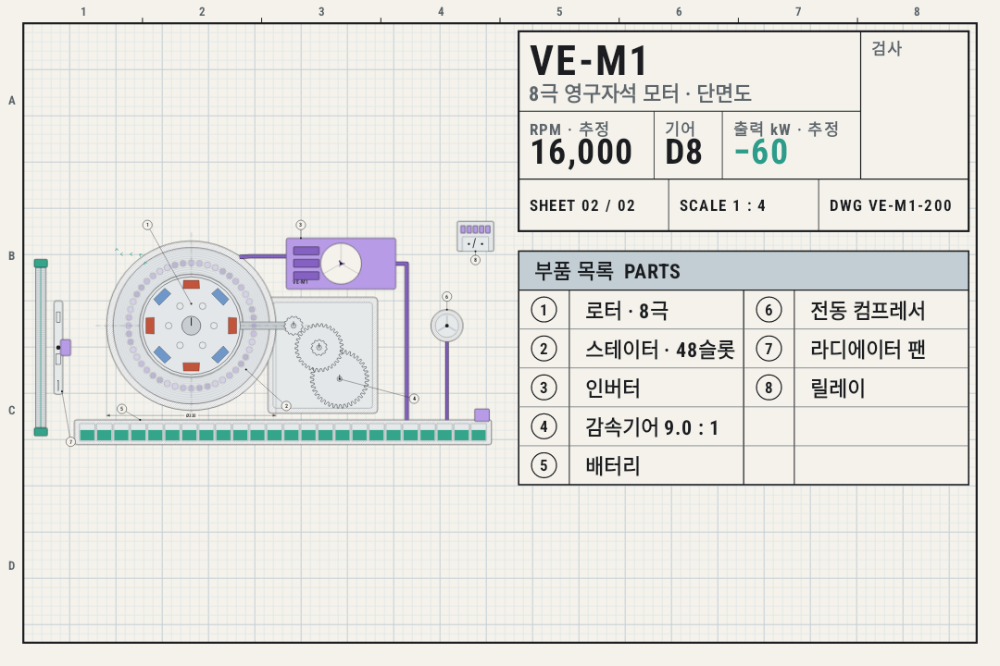 1 2 3 4 5 6 7 8
A
B
C
D
VE-M1
8극 영구자석 모터 · 단면도
검사
RPM · 추정
16,000
기어
D8
출력 kW · 추정
-60
SHEET 02 / 02
SCALE 1 : 4
DWG VE-M1-200
부품 목록 PARTS
1 로터 · 8극
2 스테이터 · 48슬롯
3 인버터
4 감속기어 9.0 : 1
5 배터리
6 전동 컴프레서
7 라디에이터 팬
8 릴레이
1
3
8
6
VE-M1
5
2
4
7